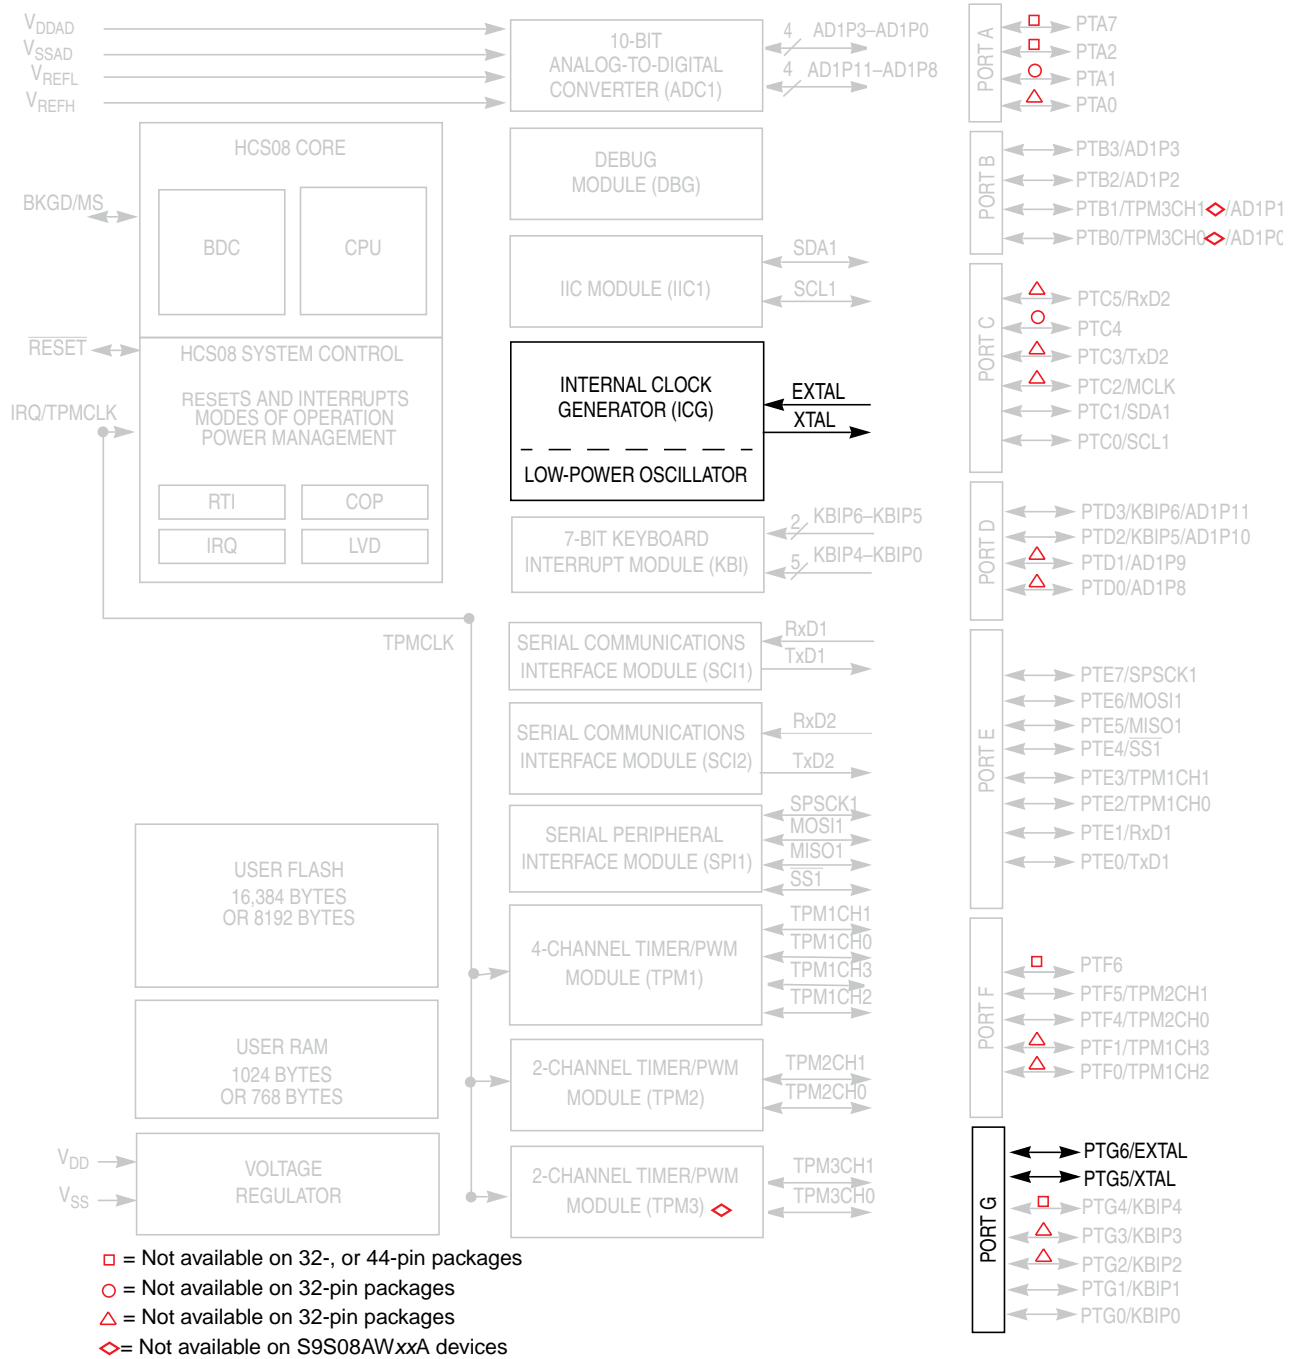 VDDAD
VSSAD
VREFL
VREFH
10-BIT
ANALOG-TO-DIGITAL
CONVERTER (ADC1)
4 AD1P3–AD1P0
4 AD1P11–AD1P8
HCS08 CORE
BDC
CPU
BKGD/MS
DEBUG
MODULE (DBG)
IIC MODULE (IIC1)
SDA1
SCL1
RESET
HCS08 SYSTEM CONTROL
RESETS AND INTERRUPTS
MODES OF OPERATION
POWER MANAGEMENT
IRQ/TPMCLK
RTI
COP
IRQ
LVD
INTERNAL CLOCK
GENERATOR (ICG)
LOW-POWER OSCILLATOR
EXTAL
XTAL
7-BIT KEYBOARD
INTERRUPT MODULE (KBI)
2 KBIP6–KBIP5
5 KBIP4–KBIP0
TPMCLK
SERIAL COMMUNICATIONS
INTERFACE MODULE (SCI1)
RxD1
TxD1
SERIAL COMMUNICATIONS
INTERFACE MODULE (SCI2)
RxD2
TxD2
SERIAL PERIPHERAL
INTERFACE MODULE (SPI1)
SPSCK1
MOSI1
MISO1
SS1
USER FLASH
16,384 BYTES
OR 8192 BYTES
4-CHANNEL TIMER/PWM
MODULE (TPM1)
TPM1CH1
TPM1CH0
TPM1CH3
TPM1CH2
USER RAM
1024 BYTES
OR 768 BYTES
2-CHANNEL TIMER/PWM
MODULE (TPM2)
TPM2CH1
TPM2CH0
VDD
VSS
VOLTAGE
REGULATOR
2-CHANNEL TIMER/PWM
MODULE (TPM3)
TPM3CH1
TPM3CH0
PORT A
PTA7
PTA2
PTA1
PTA0
PORT B
PTB3/AD1P3
PTB2/AD1P2
PTB1/TPM3CH1/AD1P1
PTB0/TPM3CH0/AD1P0
PORT C
PTC5/RxD2
PTC4
PTC3/TxD2
PTC2/MCLK
PTC1/SDA1
PTC0/SCL1
PORT D
PTD3/KBIP6/AD1P11
PTD2/KBIP5/AD1P10
PTD1/AD1P9
PTD0/AD1P8
PORT E
PTE7/SPSCK1
PTE6/MOSI1
PTE5/MISO1
PTE4/SS1
PTE3/TPM1CH1
PTE2/TPM1CH0
PTE1/RxD1
PTE0/TxD1
PORT F
PTF6
PTF5/TPM2CH1
PTF4/TPM2CH0
PTF1/TPM1CH3
PTF0/TPM1CH2
PORT G
PTG6/EXTAL
PTG5/XTAL
PTG4/KBIP4
PTG3/KBIP3
PTG2/KBIP2
PTG1/KBIP1
PTG0/KBIP0
= Not available on 32-, or 44-pin packages
= Not available on 32-pin packages
= Not available on 32-pin packages
= Not available on S9S08AWxxA devices